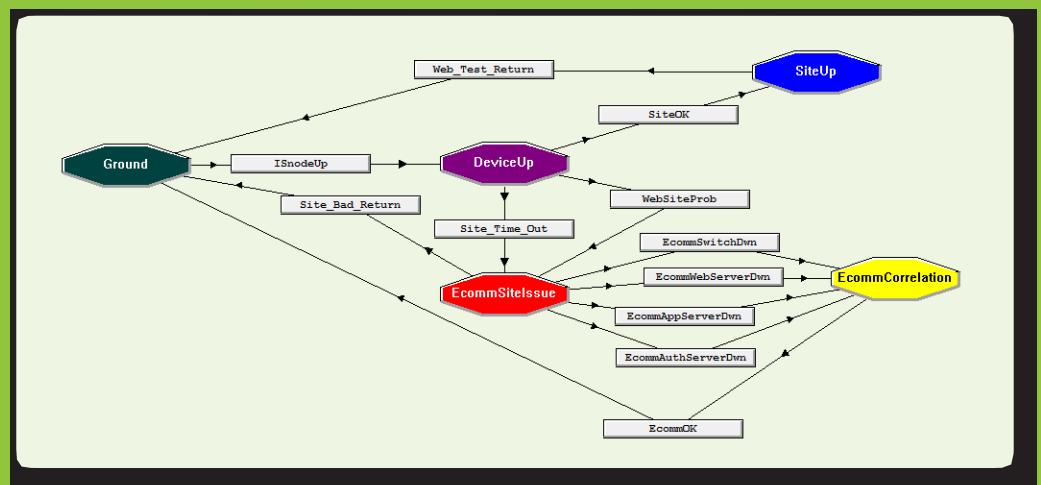 Web_Test_Return
SiteUp
SiteOK
Ground
ISnodeUp
DeviceUp
WebSiteProb
Site_Bad_Return
Site_Time_Out
EcommSwitchDwn
EcommWebServerDwn
EcommCorrelation
EcommSiteIssue
EcommAppServerDwn
EcommAuthServerDwn
EcommOK